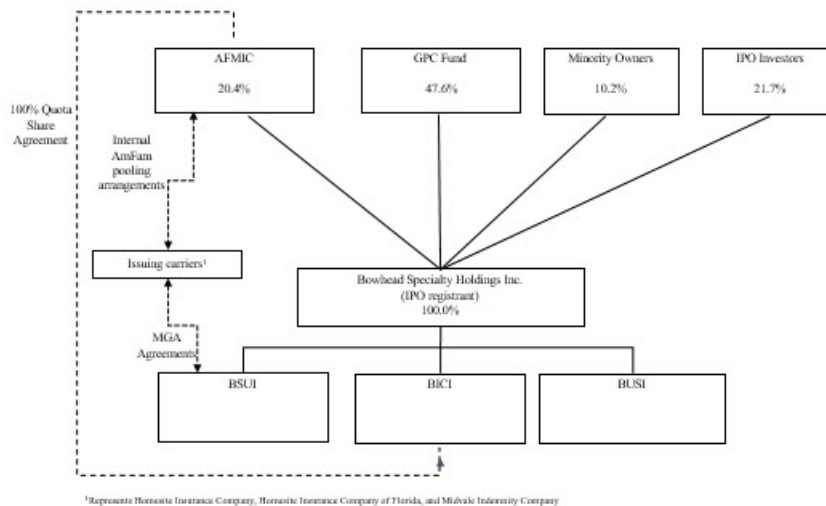 AFMIC
20.4%
GPC Fund
47.6%
Minority Owners
10.2%
IPO Investors
21.7%
100% Quota
Share
Agreement
Internal
AmFam
pooling
arrangements
Issuing carriers¹
Bowhead Specialty Holdings Inc.
(IPO registrant)
100.0%
MGA
Agreements
BSUI
BICI
BUSI
¹Represents Homesite Insurance Company, Homesite Insurance Company of Florida, and Midvale Indemnity Company